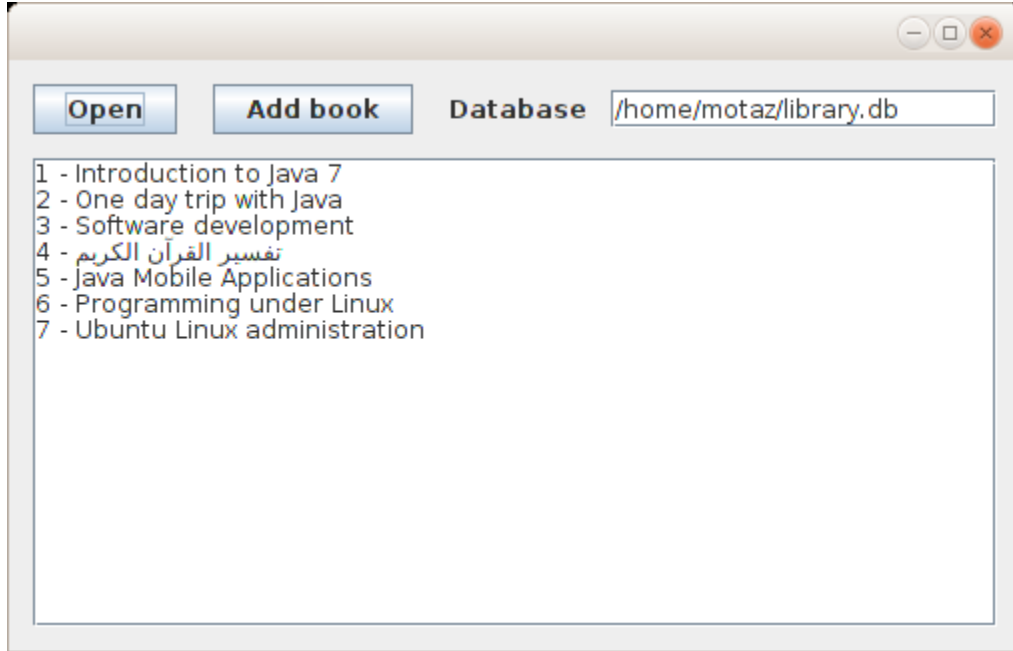 Open Add book Database /home/motaz/library.db
1 - Introduction to Java 7
2 - One day trip with Java
3 - Software development
4 - تفسير القرآن الكريم
5 - Java Mobile Applications
6 - Programming under Linux
7 - Ubuntu Linux administration